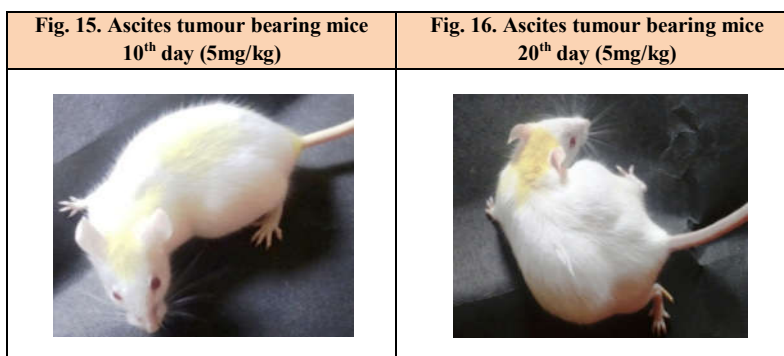 Fig. 15. Ascites tumour bearing mice
10th day (5mg/kg)
Fig. 16. Ascites tumour bearing mice
20th day (5mg/kg)